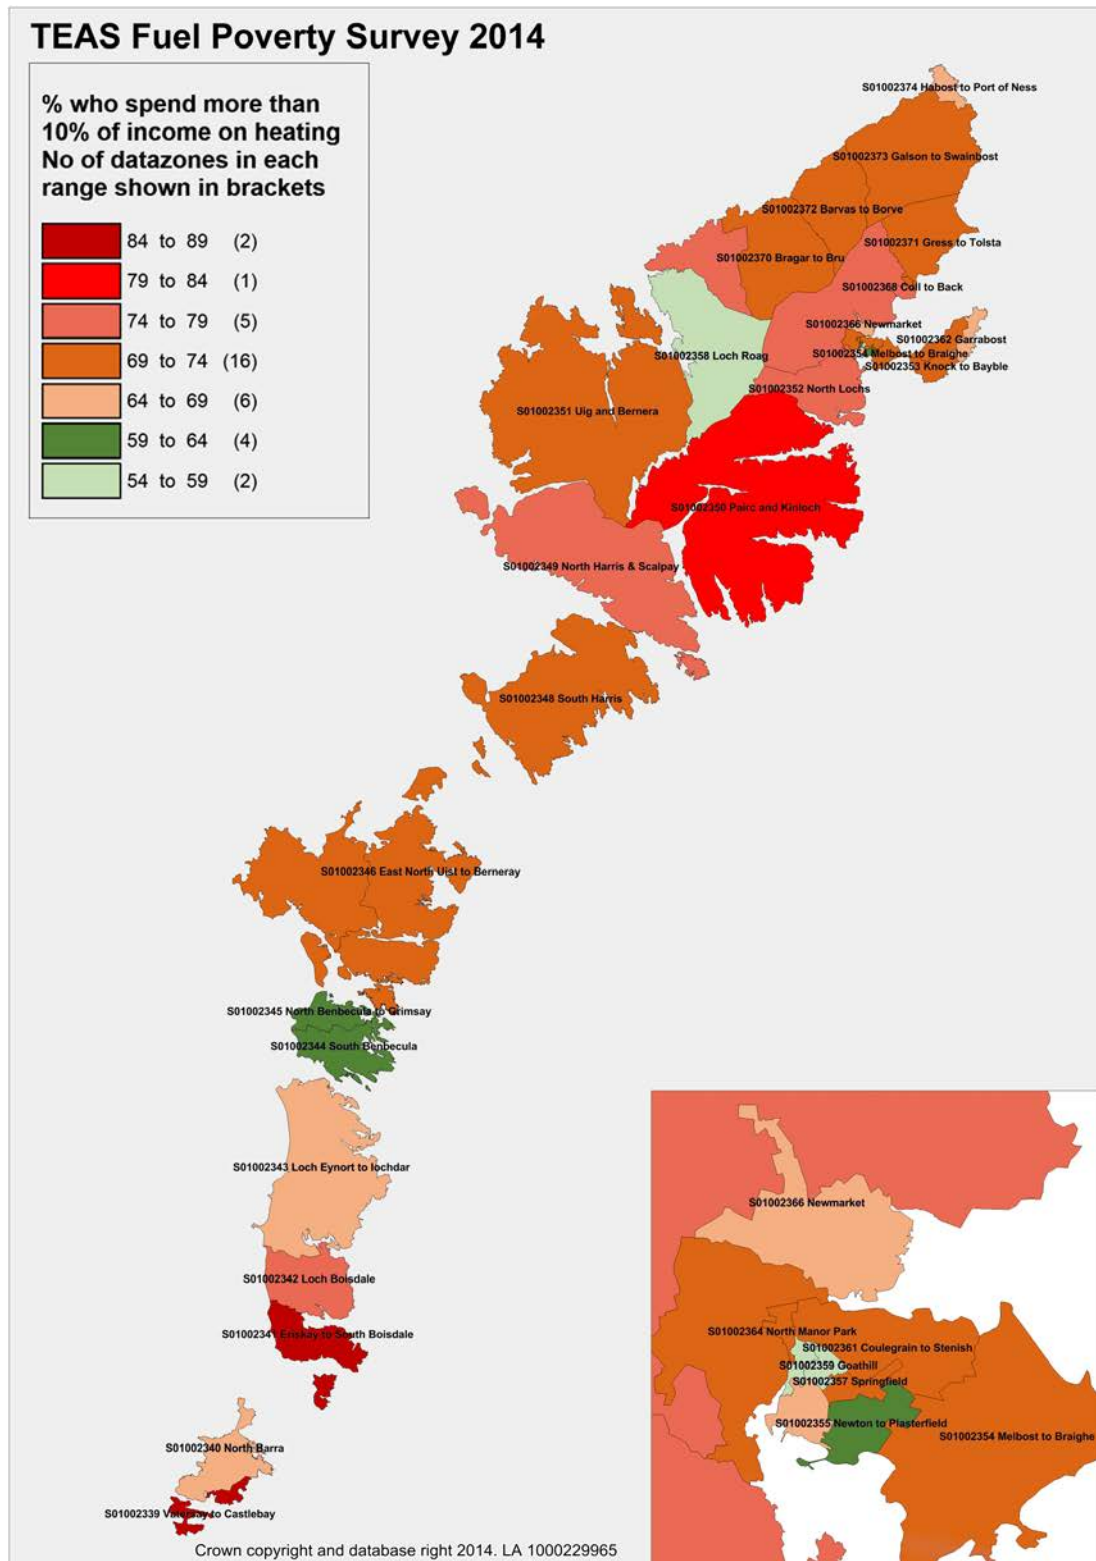 TEAS Fuel Poverty Survey 2014
% who spend more than
10% of income on heating
No of datazones in each
range shown in brackets
84 to 89 (2)
79 to 84 (1)
74 to 79 (5)
69 to 74 (16)
64 to 69 (6)
59 to 64 (4)
54 to 59 (2)
S01002374 Habost to Port of Ness
S01002373 Galson to Swainbost
S01002372 Barvas to Borve
S01002371 Gress to Tolsta
S01002370 Bragar to Bru
S01002368 Coll to Back
S01002366 Newmarket
S01002362 Garrabost
S01002354 Melbost to Braighe
S01002358 Loch Roag
S01002353 Knock to Bayble
S01002352 North Lochs
S01002351 Uig and Bernera
S01002350 Pairc and Kinloch
S01002349 North Harris & Scalpay
S01002348 South Harris
S01002346 East North Uist to Berneray
S01002345 North Benbecula to Grimsay
S01002344 South Benbecula
S01002343 Loch Eynort to Iochdar
S01002342 Loch Boisdale
S01002341 Eriskay to South Boisdale
S01002340 North Barra
S01002339 Vatersay to Castlebay
S01002366 Newmarket
S01002364 North Manor Park
S01002361 Coulegrain to Stenish
S01002359 Goathill
S01002357 Springfield
S01002355 Newton to Plasterfield
S01002354 Melbost to Braighe
Crown copyright and database right 2014. LA 1000229965